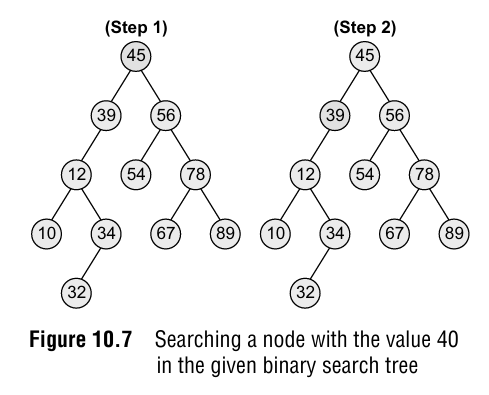 (Step 1) (Step 2)
45 45
39 56 39 56
12 54 78 12 54 78
10 34 67 89 10 34 67 89
32 32
Figure 10.7 Searching a node with the value 40
in the given binary search tree